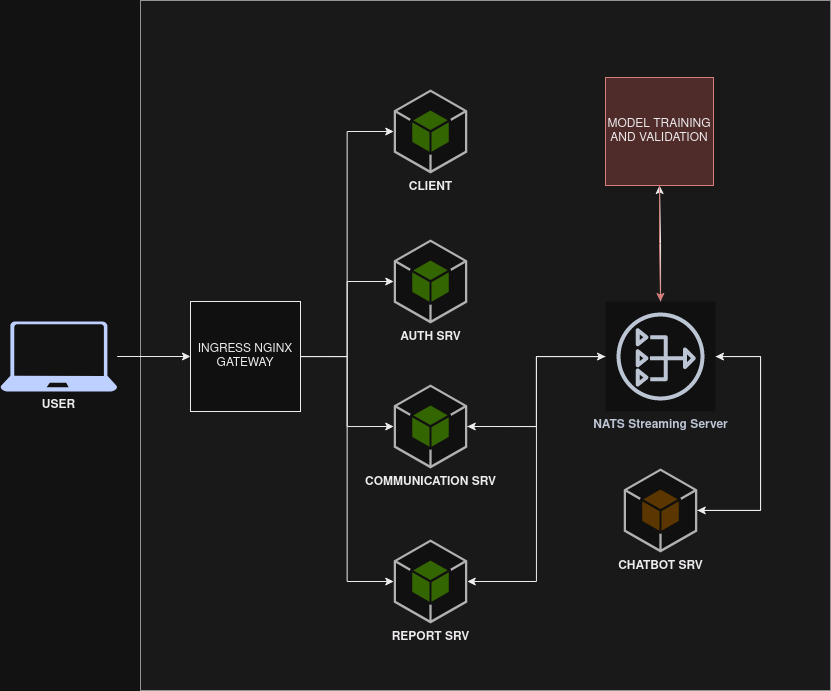 CLIENT
MODEL TRAINING
AND VALIDATION
AUTH SRV
INGRESS NGINX
GATEWAY
USER
NATS Streaming Server
COMMUNICATION SRV
CHATBOT SRV
REPORT SRV